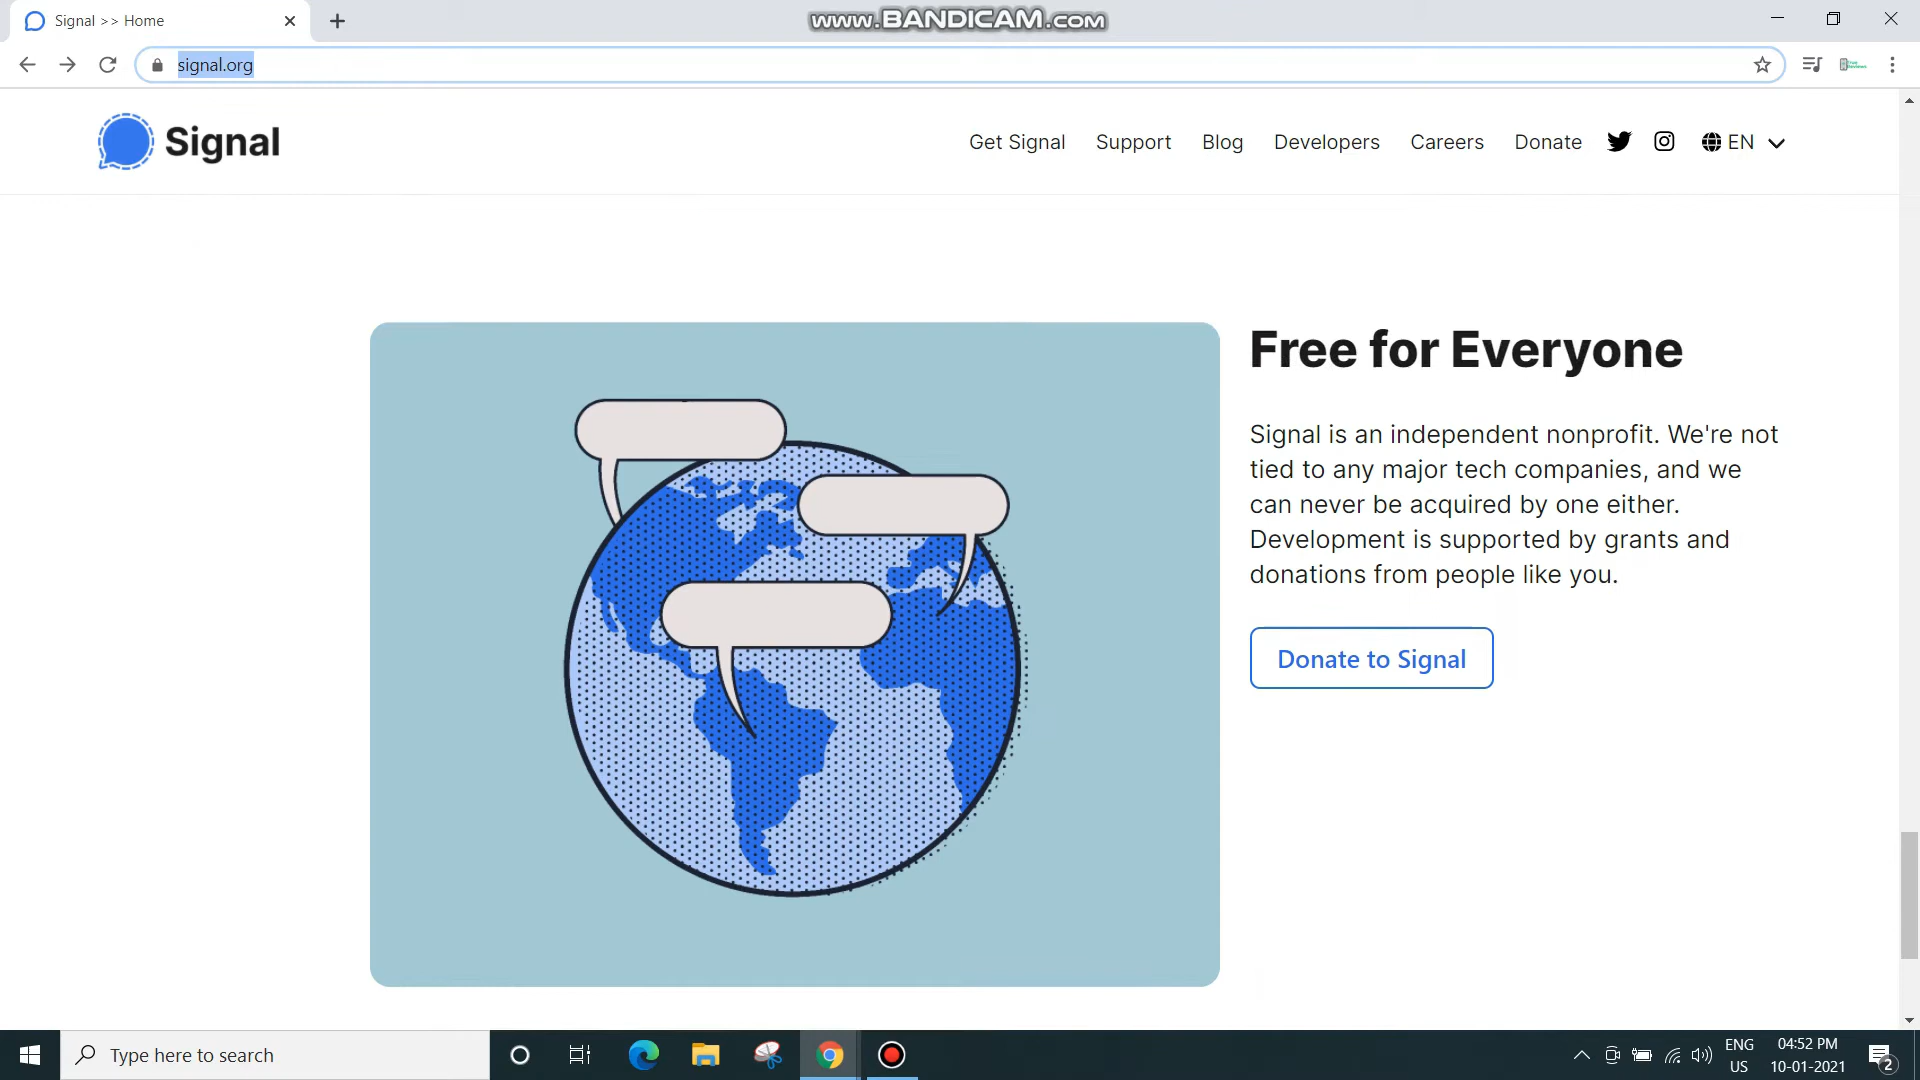 Signal >> Home
www.BANDICAM.com
signal.org
Signal
Get Signal Support Blog Developers Careers Donate EN
Free for Everyone
Signal is an independent nonprofit. We're not
tied to any major tech companies, and we
can never be acquired by one either.
Development is supported by grants and
donations from people like you.
Donate to Signal
Type here to search
ENG
US
04:52 PM
10-01-2021
2